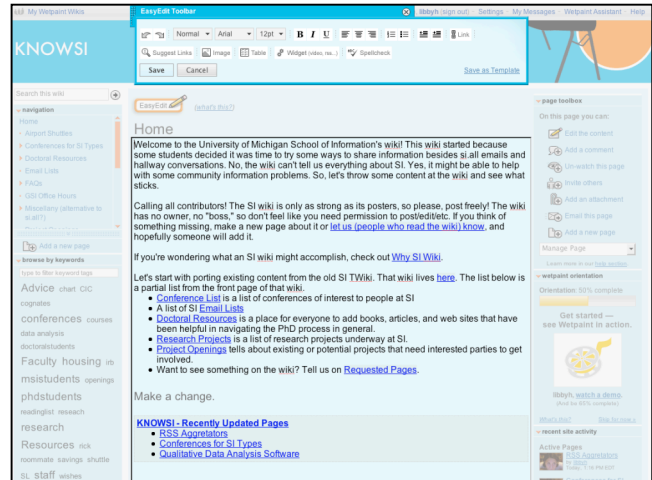 My Wetpaint Wikis
EasyEdit Toolbar
libbyh (sign out) · Settings · My Messages · Wetpaint Assistant · Help
Normal Arial 12pt B I U Link
Suggest Links Image Table Widget (video, rss...) Spellcheck
Save Cancel Save as Template
KNOWSI
Search this wiki
navigation
Home
Airport Shuttles
Conferences for SI Types
Doctoral Resources
Email Lists
FAQs
GSI Office Hours
Miscellany (alternative to
si.all?)
Add a new page
browse by keywords
type to filter keyword tags
Advice chart CIC
cognates
conferences courses
data analysis
doctoralstudents
Faculty housing irb
msistudents openings
phdstudents
readinglist reseach
research
Resources rick
roommate savings shuttle
SL staff wishes
EasyEdit (what's this?)
Home
Welcome to the University of Michigan School of Information's wiki! This wiki started because
some students decided it was time to try some ways to share information besides si.all emails and
hallway conversations. No, the wiki can't tell us everything about SI. Yes, it might be able to help
with some community information problems. So, let's throw some content at the wiki and see what
sticks.
Calling all contributors! The SI wiki is only as strong as its posters, so please, post freely! The wiki
has no owner, no "boss," so don't feel like you need permission to post/edit/etc. If you think of
something missing, make a new page about it or let us (people who read the wiki) know, and
hopefully someone will add it.
If you're wondering what an SI wiki might accomplish, check out Why SI Wiki.
Let's start with porting existing content from the old SI TWiki. That wiki lives here. The list below is
a partial list from the front page of that wiki.
Conference List is a list of conferences of interest to people at SI
A list of SI Email Lists
Doctoral Resources is a place for everyone to add books, articles, and web sites that have
been helpful in navigating the PhD process in general.
Research Projects is a list of research projects underway at SI.
Project Openings tells about existing or potential projects that need interested parties to get
involved.
Want to see something on the wiki? Tell us on Requested Pages.
Make a change.
KNOWSI - Recently Updated Pages
RSS Aggretators
Conferences for SI Types
Qualitative Data Analysis Software
page toolbox
On this page you can:
Edit the content
Add a comment
Un-watch this page
Invite others
Add an attachment
Email this page
Add a new page
Manage Page
wetpaint orientation
Orientation: 50% complete
Get started —
see Wetpaint in action.
libbyh, watch a demo.
(And be 65% complete)
What's this?
recent site activity
Active Pages
RSS Aggretators